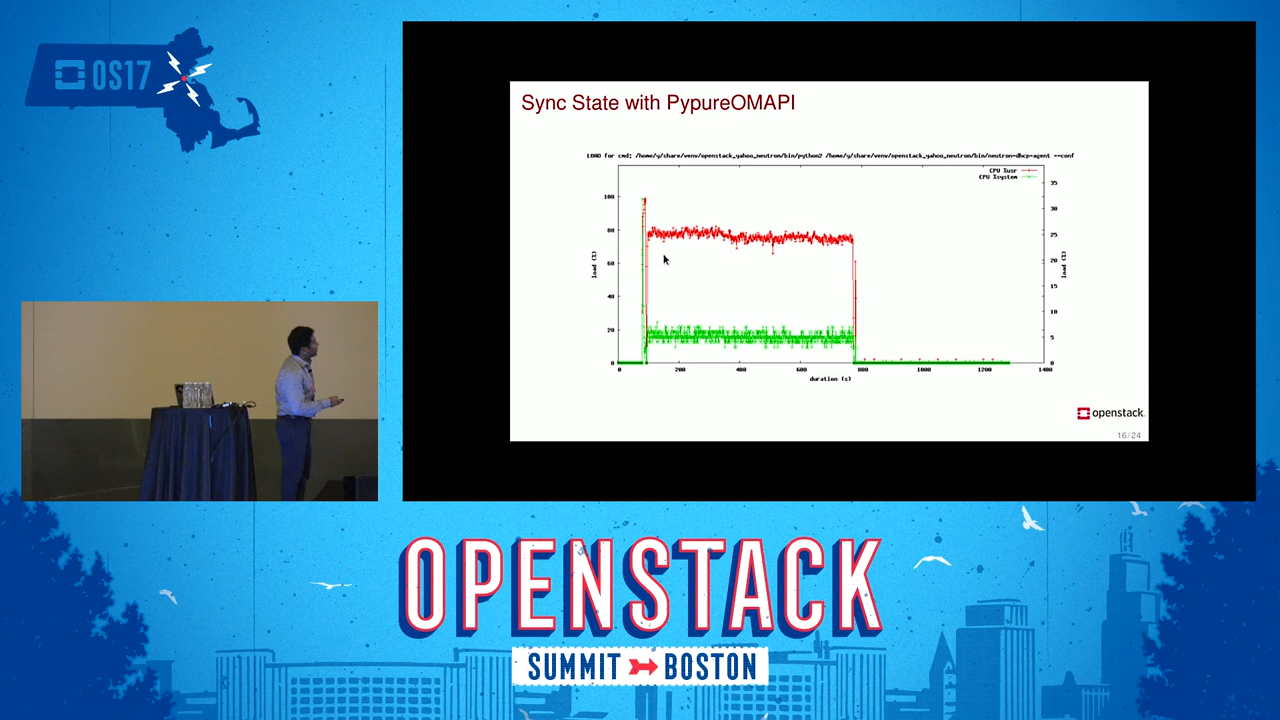 OS17
Sync State with PypureOMAPI
LOAD for cmd: /home/y/share/venv/openstack_yahoo_neutron/bin/python2 /home/y/share/venv/openstack_yahoo_neutron/bin/neutron-dhcp-agent --conf
CPU %usr
CPU %system
100
80
60
40
20
0
load (%)
35
30
25
20
15
10
5
0
load (%)
0 200 400 600 800 1000 1200 1400
duration (s)
openstack.
16/24
OPENSTACK
SUMMIT BOSTON